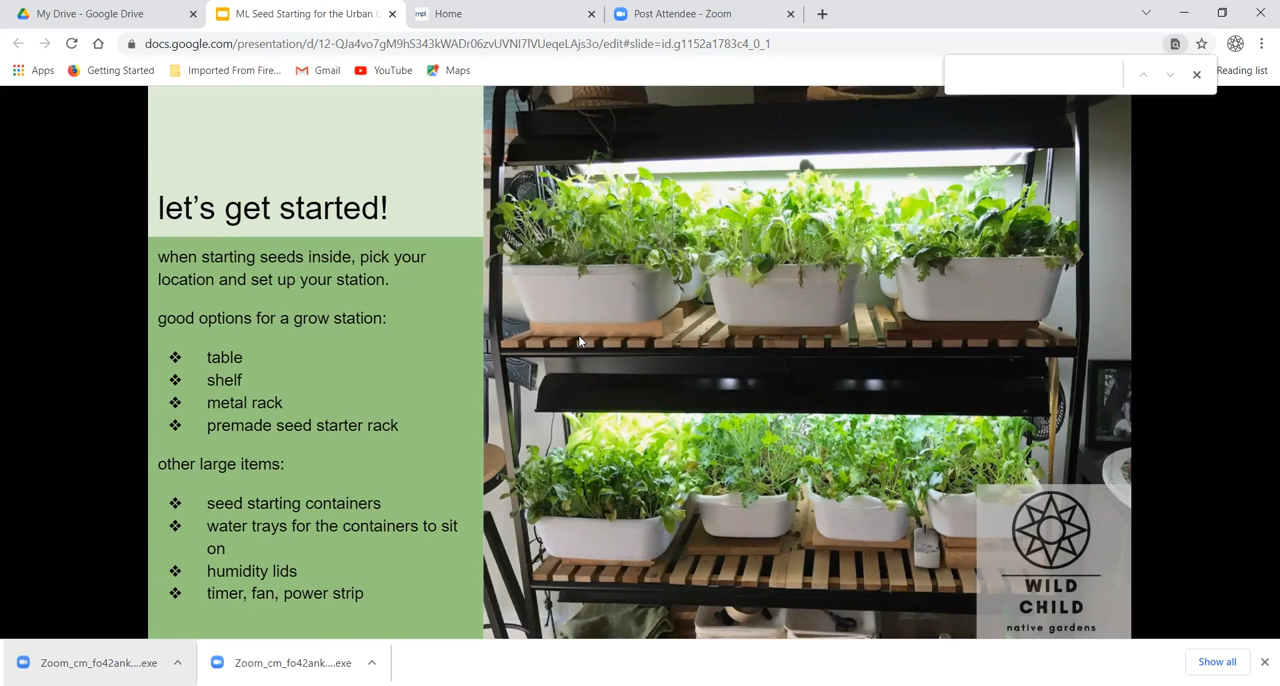 My Drive - Google Drive
ML Seed Starting for the Urban G
mpl
Home
Post Attendee - Zoom
docs.google.com/presentation/d/12-QJa4vo7gM9hS343kWADr06zvUVNI7lVUeqeLAjs3o/edit#slide=id.g1152a1783c4_0_1
Apps
Getting Started
Imported From Fire...
Gmail
YouTube
Maps
Reading list
let's get started!
when starting seeds inside, pick your
location and set up your station.
good options for a grow station:
❖ table
❖ shelf
❖ metal rack
❖ premade seed starter rack
other large items:
❖ seed starting containers
❖ water trays for the containers to sit
on
❖ humidity lids
❖ timer, fan, power strip
WILD
CHILD
native gardens
Zoom_cm_fo42ank....exe
Zoom_cm_fo42ank....exe
Show all